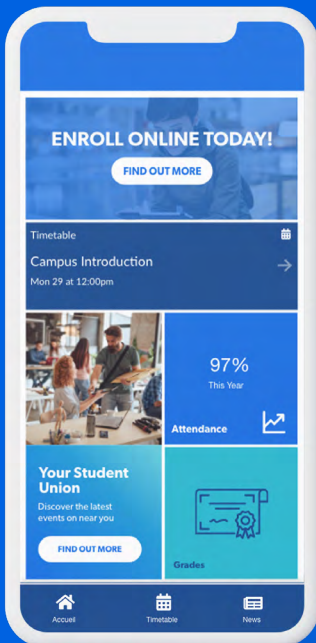 ENROLL ONLINE TODAY!
FIND OUT MORE
Timetable
Campus Introduction
Mon 29 at 12:00pm
97%
This Year
Attendance
Your Student
Union
Discover the latest
events on near you
FIND OUT MORE
Grades
Accueil
Timetable
News